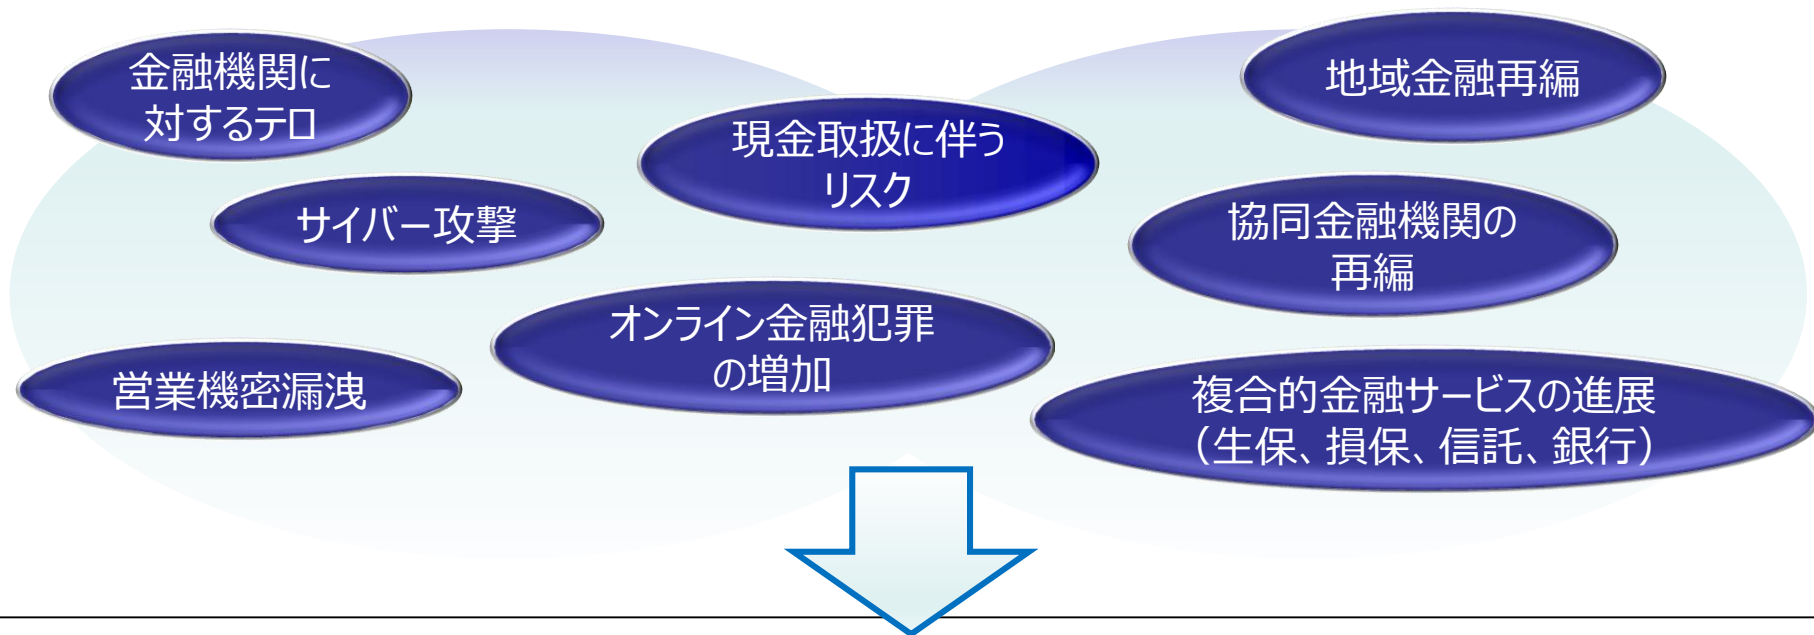 金融機関に
対するテロ
地域金融再編
現金取扱に伴う
リスク
サイバー攻撃
協同金融機関の
再編
オンライン金融犯罪
の増加
営業機密漏洩
複合的金融サービスの進展
（生保、損保、信託、銀行）